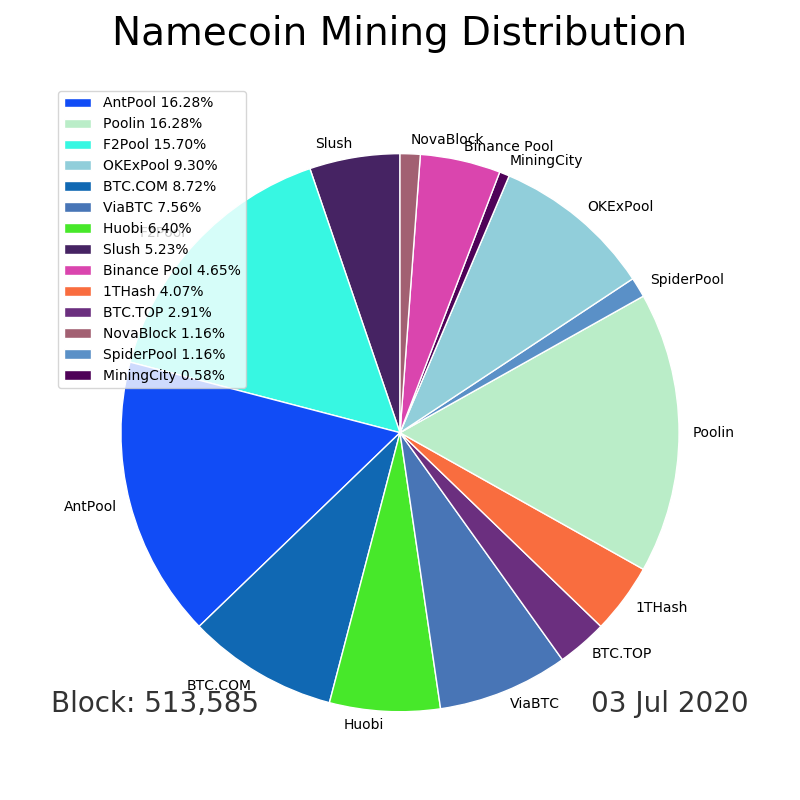 Namecoin Mining Distribution
AntPool 16.28%
Poolin 16.28%
F2Pool 15.70%
OKExPool 9.30%
BTC.COM 8.72%
ViaBTC 7.56%
Huobi 6.40%
Slush 5.23%
Binance Pool 4.65%
1THash 4.07%
BTC.TOP 2.91%
NovaBlock 1.16%
SpiderPool 1.16%
MiningCity 0.58%
Slush
NovaBlock
Binance Pool
MiningCity
OKExPool
SpiderPool
F2Pool
Poolin
AntPool
1THash
BTC.TOP
BTC.COM
ViaBTC
Huobi
Block: 513,585
03 Jul 2020